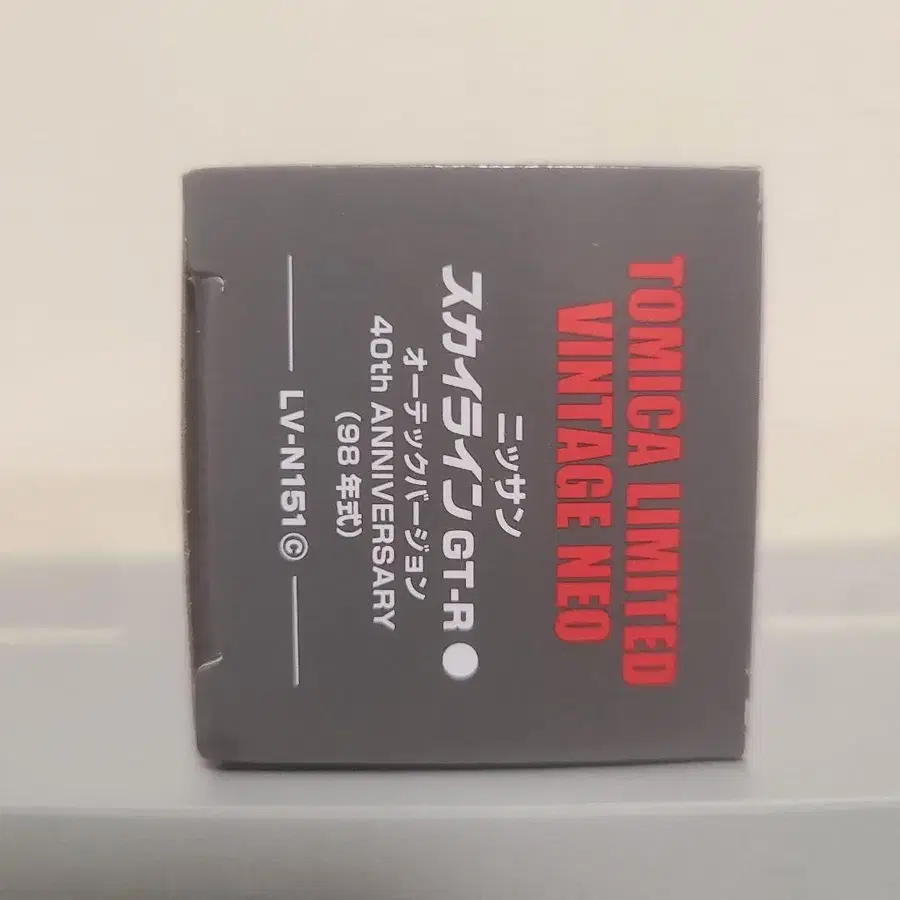 TOMICA LIMITED
VINTAGE NEO
ニッサン
スカイライン GT-R
オーテックバージョン
40th ANNIVERSARY
(98年式)
LV-N151ⓒ